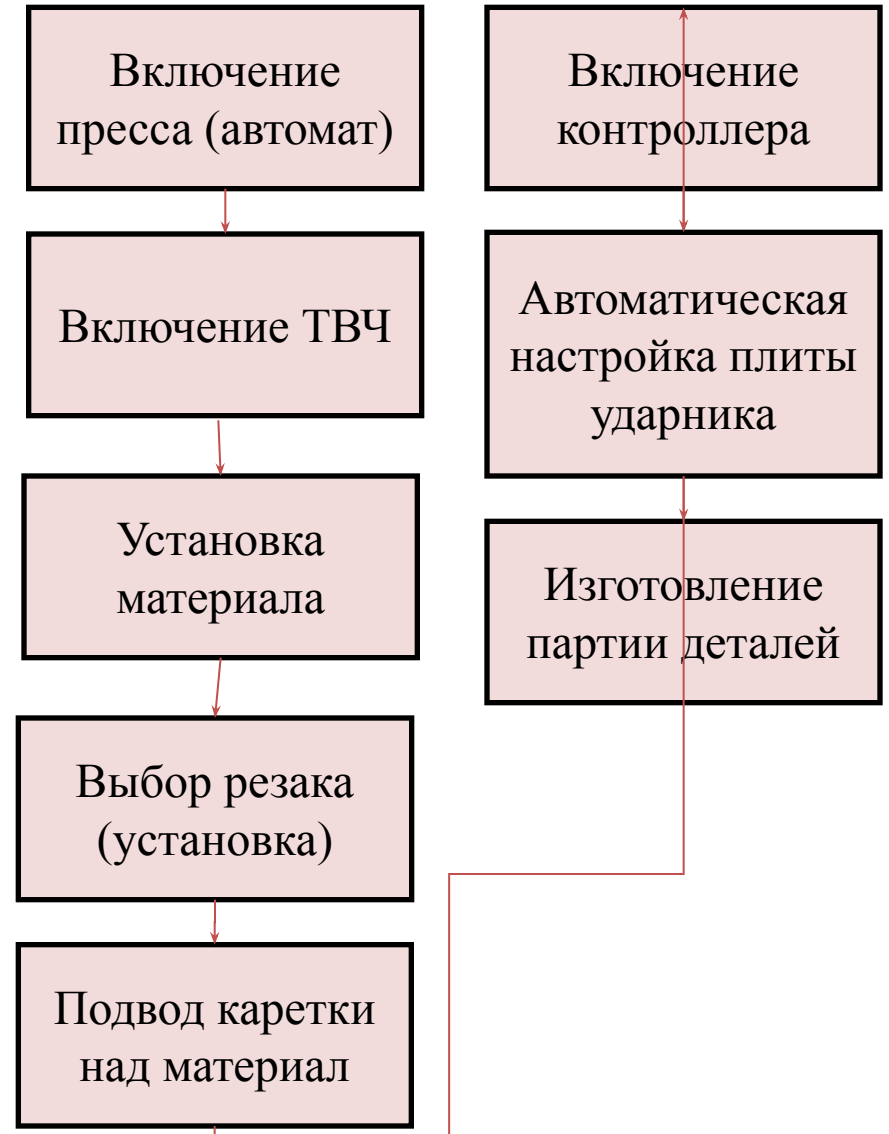 Включение
пресса (автомат)
Включение ТВЧ
Установка
материала
Выбор резака
(установка)
Подвод каретки
над материал
Включение
контроллера
Автоматическая
настройка плиты
ударника
Изготовление
партии деталей